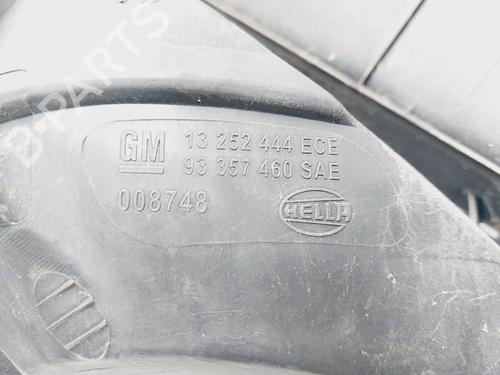 B-PARTS
GM 13 252 444 ECE
93 357 460 SAE
008748 HELLA